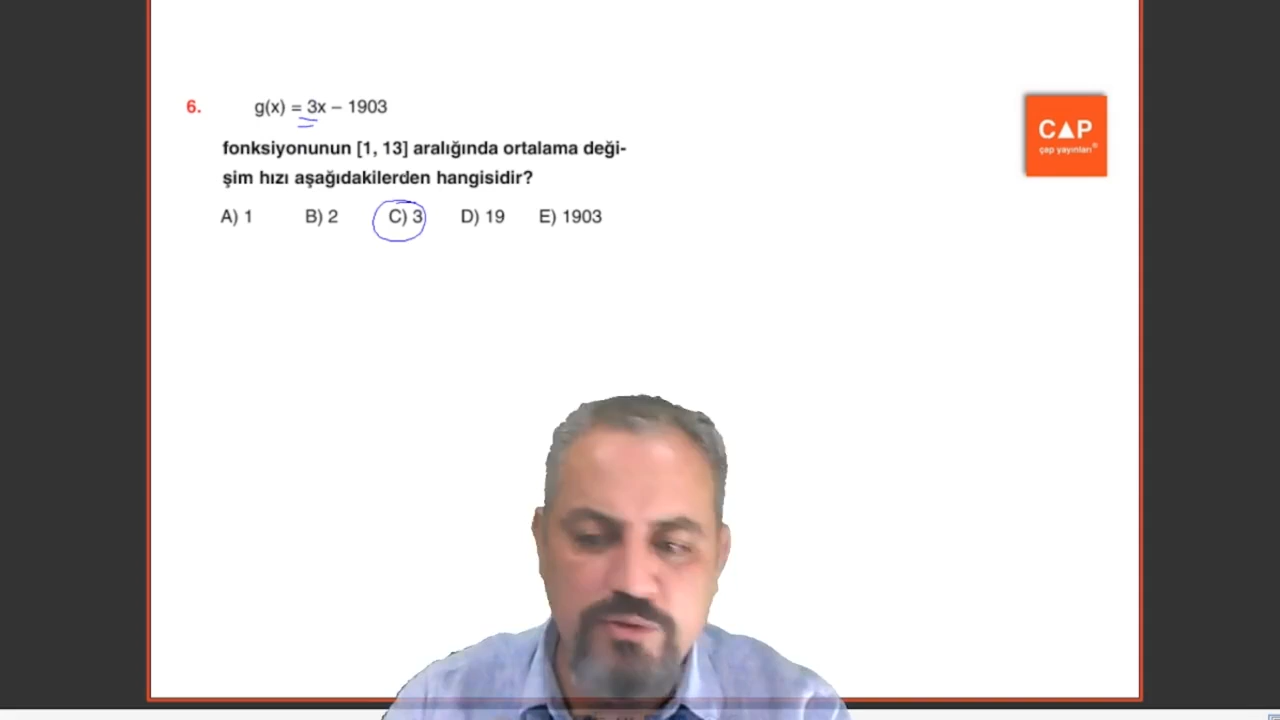 6. g(x) = 3x – 1903
fonksiyonunun [1, 13] aralığında ortalama deği-
şim hızı aşağıdakilerden hangisidir?
A) 1 B) 2 C) 3 D) 19 E) 1903
CAP
çap yayınları®